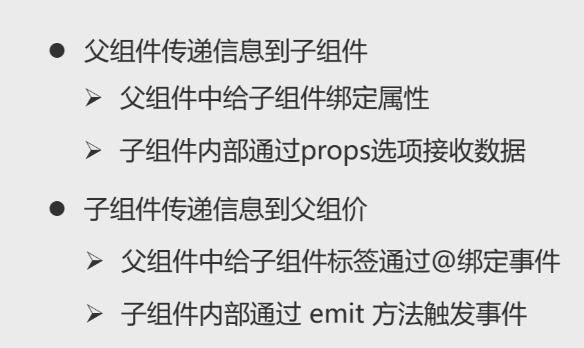 父组件传递信息到子组件
父组件中给子组件绑定属性
子组件内部通过props选项接收数据
子组件传递信息到父组价
父组件中给子组件标签通过@绑定事件
子组件内部通过 emit 方法触发事件